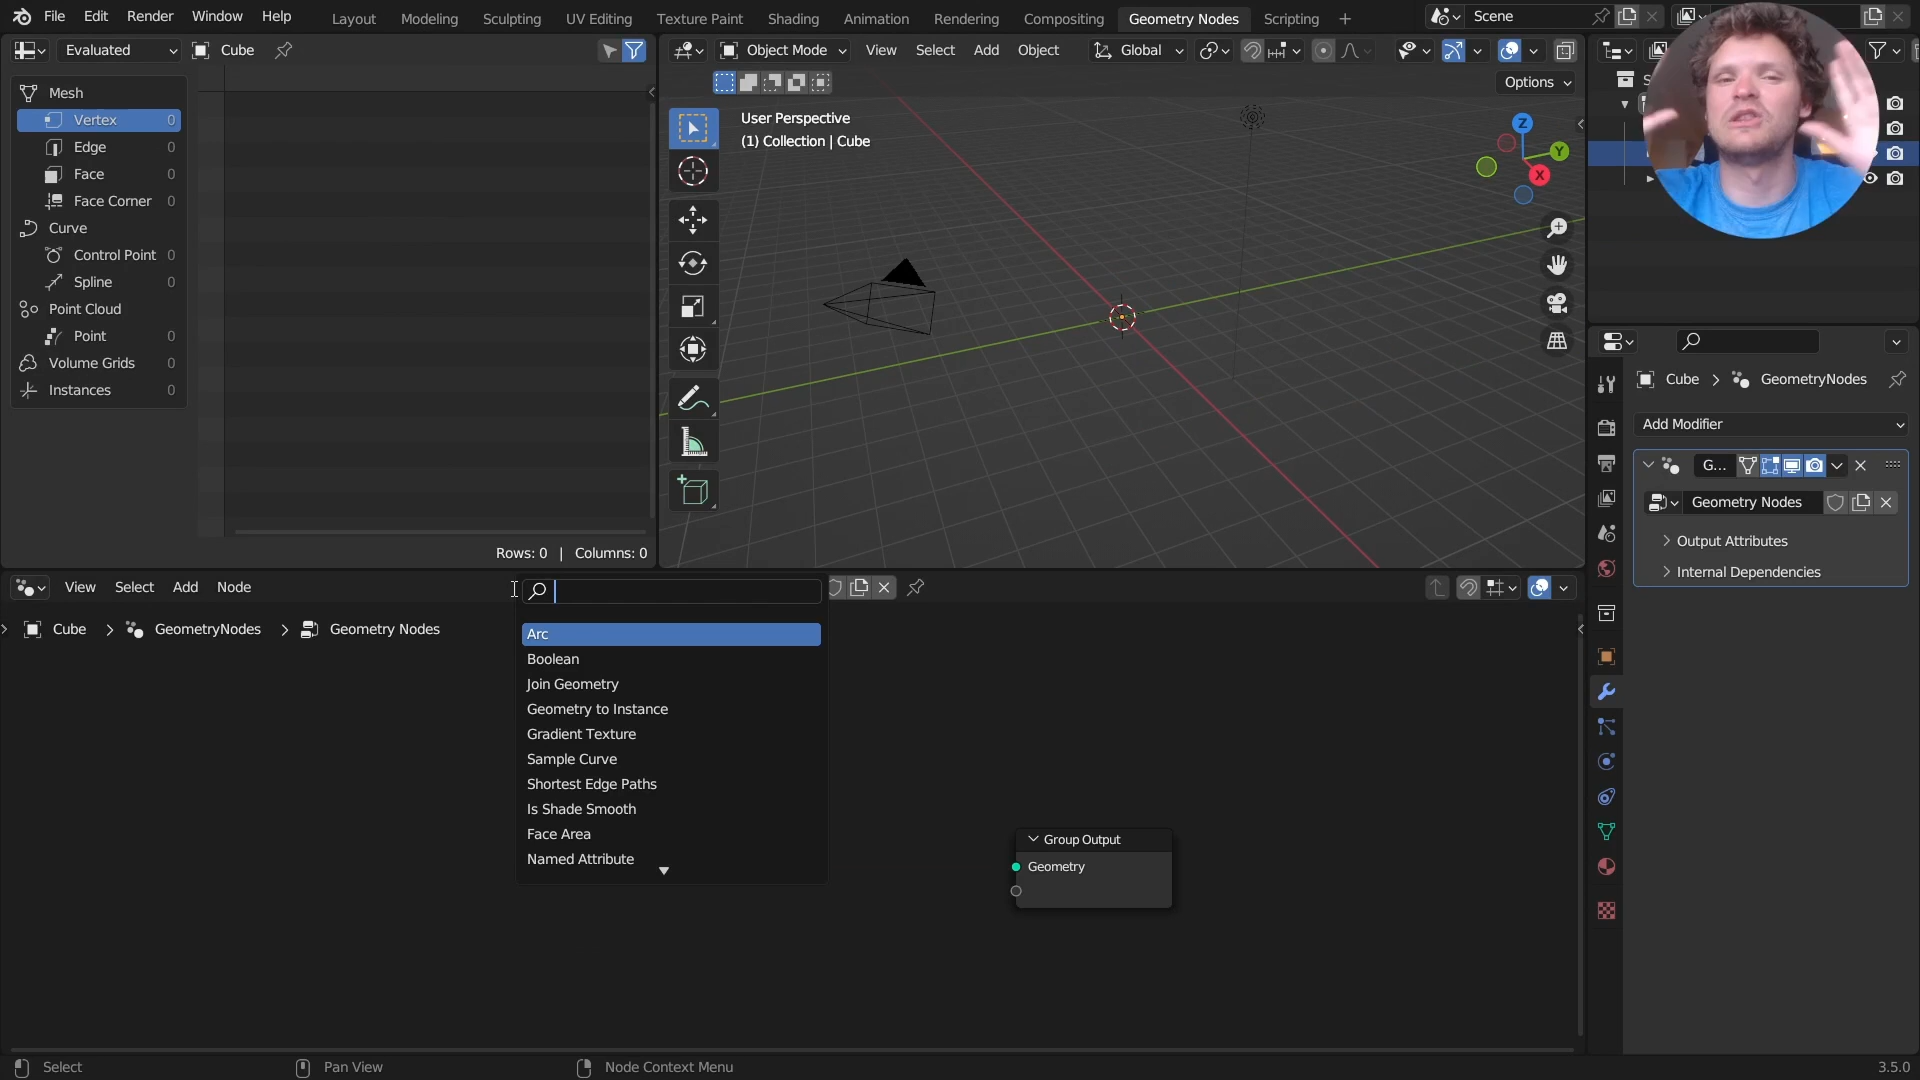 File Edit Render Window Help
Layout Modeling Sculpting UV Editing Texture Paint Shading Animation Rendering Compositing Geometry Nodes Scripting +
Scene
Evaluated
Cube
Object Mode View Select Add Object
Global
Options
Mesh
Vertex 0
Edge 0
Face 0
Face Corner 0
Curve
Control Point 0
Spline 0
Point Cloud
Point 0
Volume Grids 0
Instances 0
Rows: 0 | Columns: 0
User Perspective
(1) Collection | Cube
Z
Y
X
Cube > GeometryNodes
Add Modifier
G...
Geometry Nodes
> Output Attributes
> Internal Dependencies
View Select Add Node
Cube > GeometryNodes > Geometry Nodes
Arc
Boolean
Join Geometry
Geometry to Instance
Gradient Texture
Sample Curve
Shortest Edge Paths
Is Shade Smooth
Face Area
Named Attribute
Group Output
Geometry
Select
Pan View
Node Context Menu
3.5.0